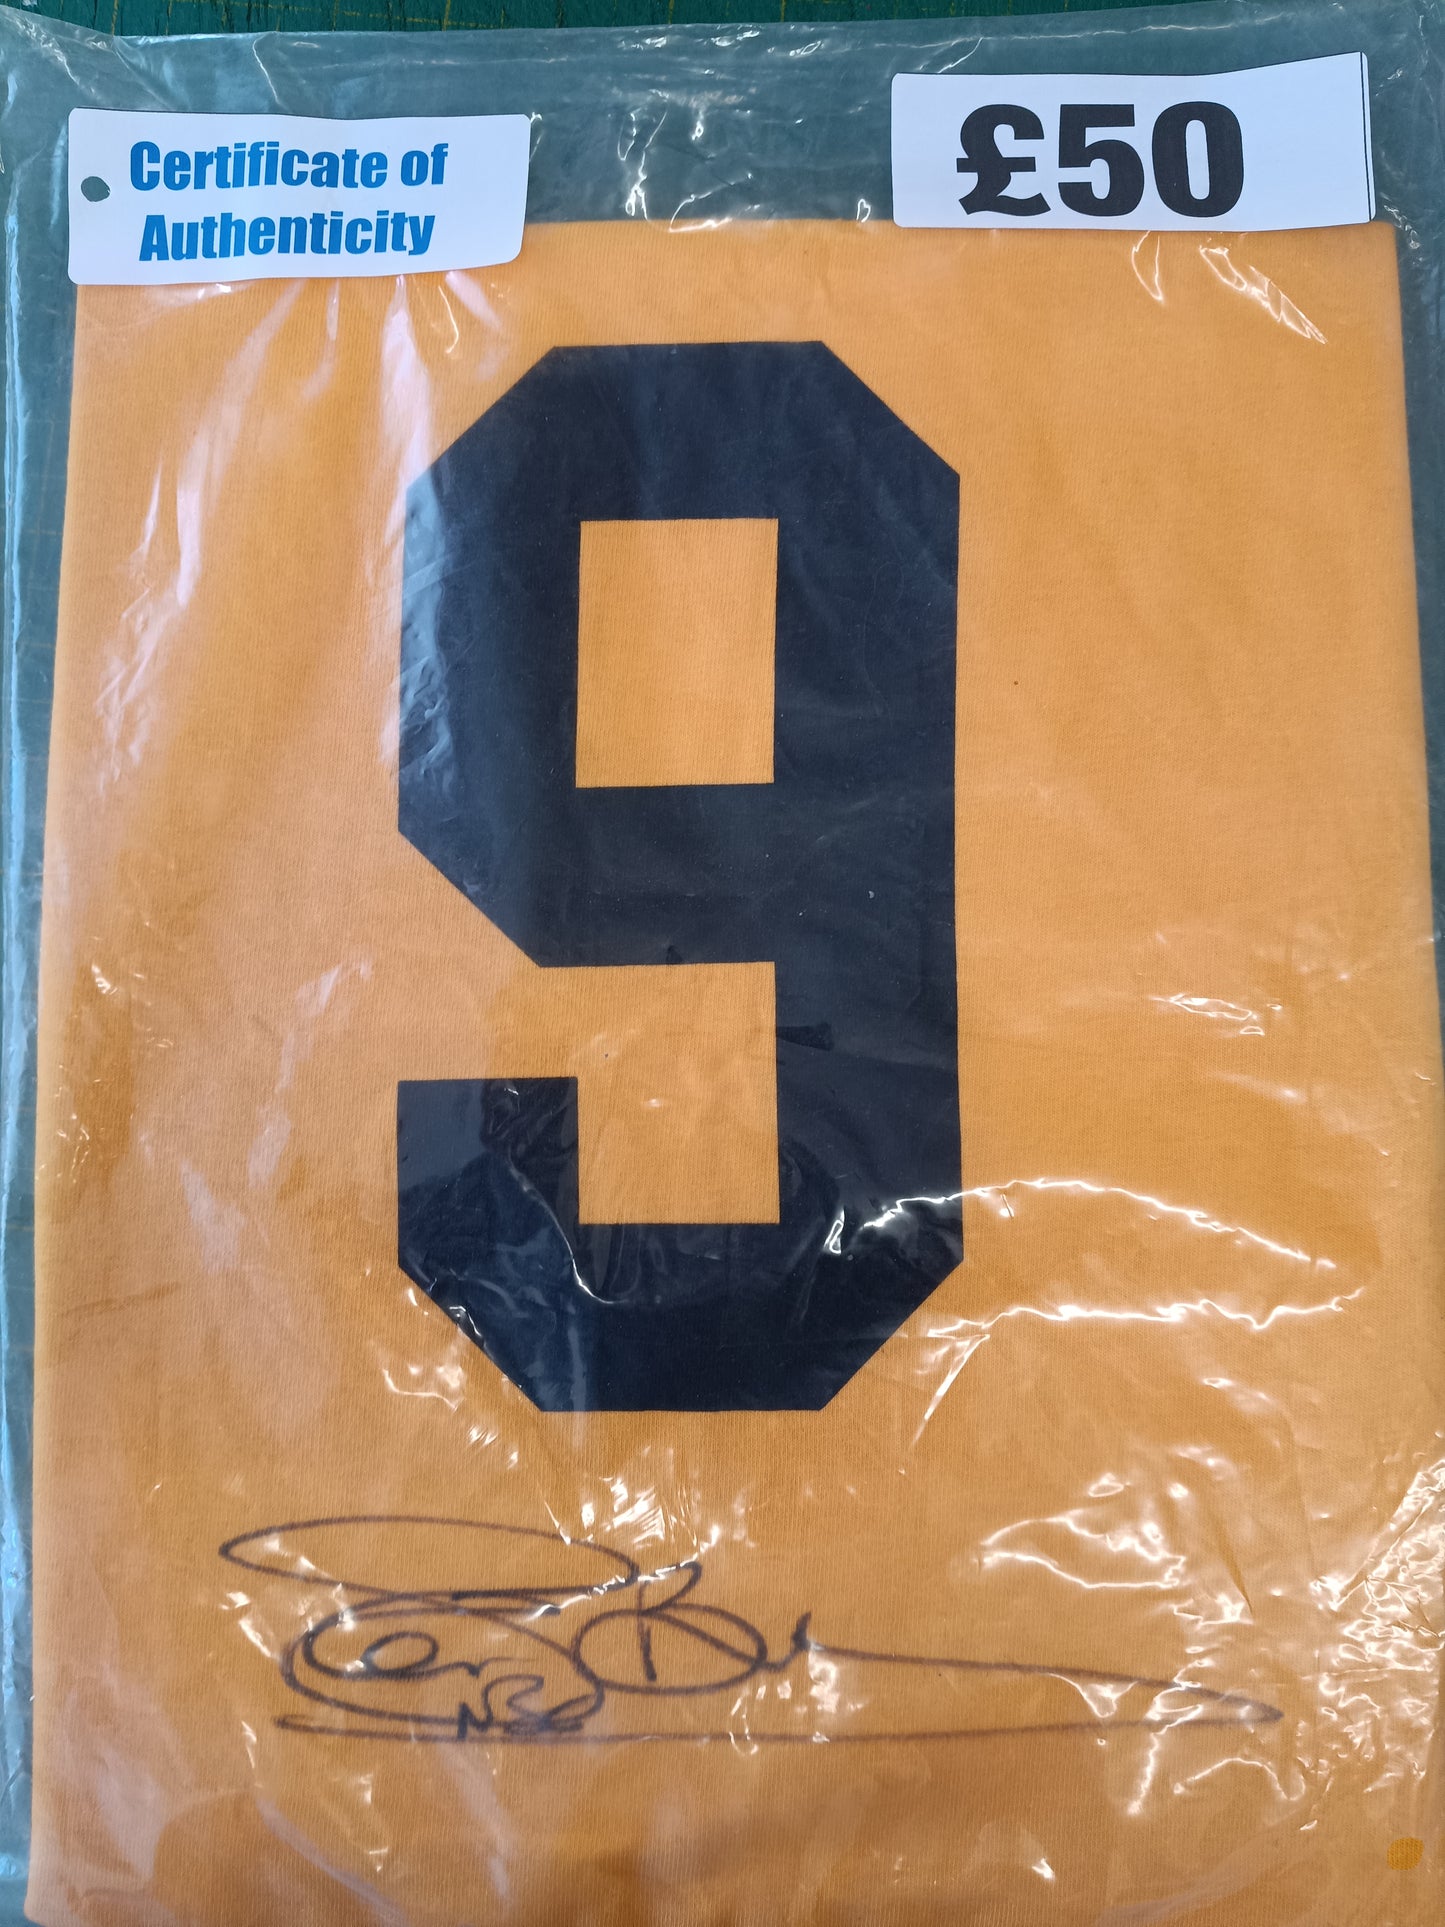 Certificate of
Authenticity
£50
9